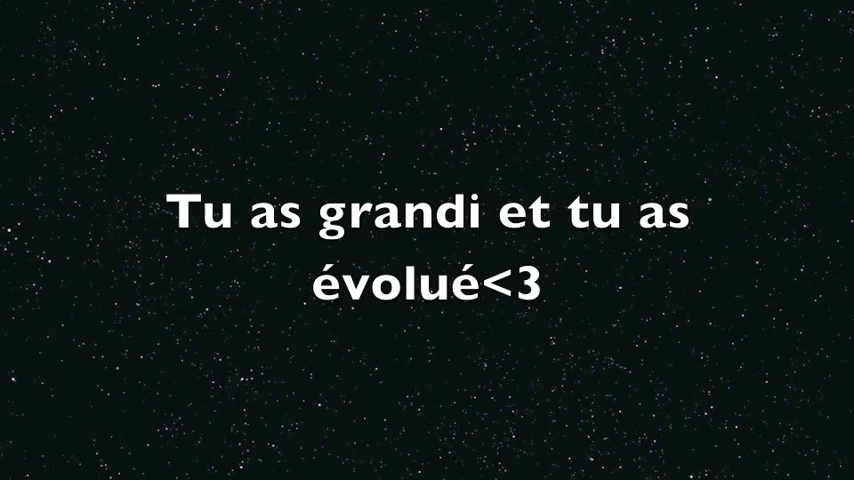 Tu as grandi et tu as
évolué<3